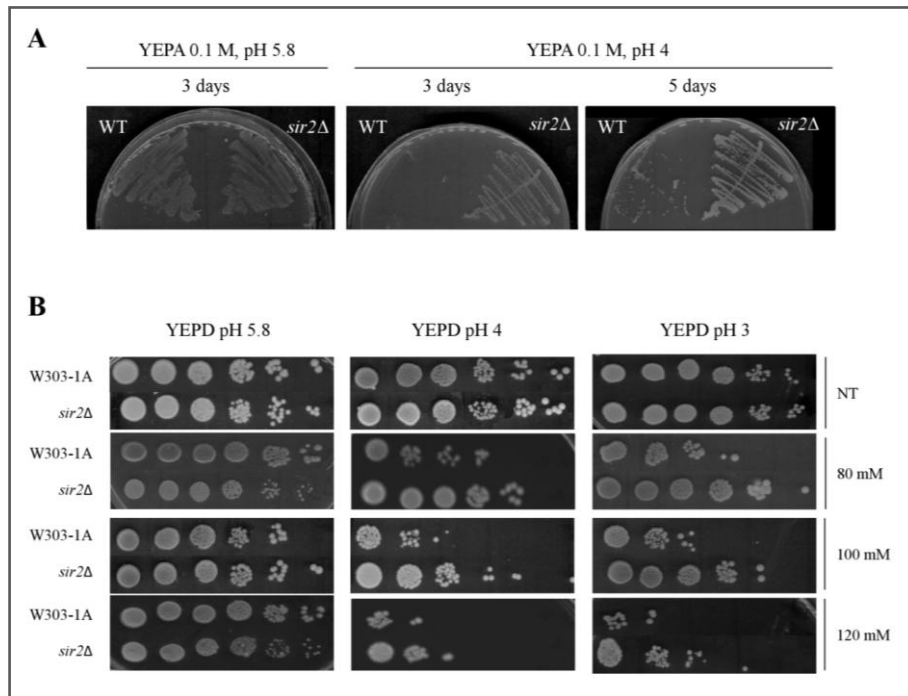 A
YEPA 0.1 M, pH 5.8
YEPA 0.1 M, pH 4
3 days
3 days
5 days
WT
sir2Δ
WT
sir2Δ
WT
sir2Δ
B
YEPD pH 5.8
YEPD pH 4
YEPD pH 3
W303-1A
sir2Δ
NT
W303-1A
sir2Δ
80 mM
W303-1A
sir2Δ
100 mM
W303-1A
sir2Δ
120 mM